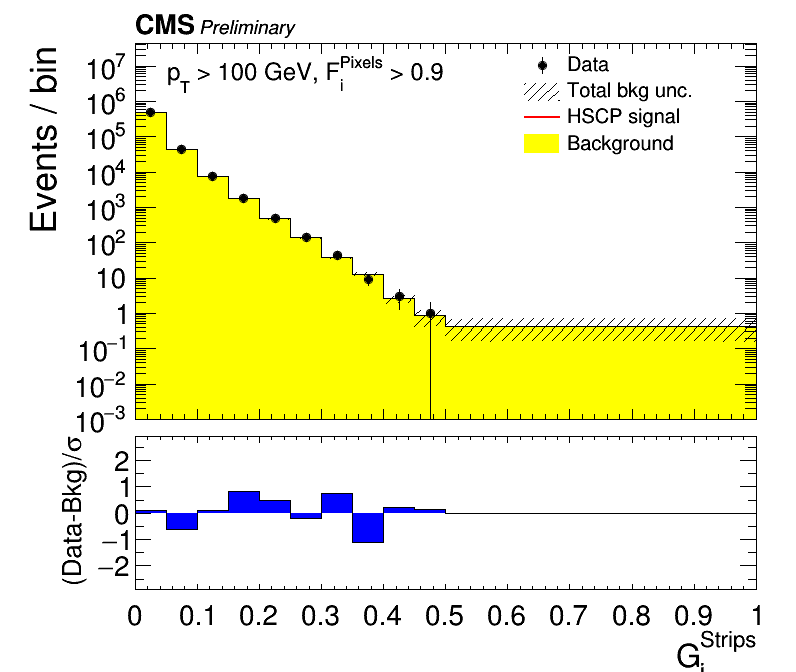 CMS Preliminary
Events / bin
p_T > 100 GeV, F_i^Pixels > 0.9
Data
Total bkg unc.
HSCP signal
Background
10^7
10^6
10^5
10^4
10^3
10^2
10
1
10^−1
10^−2
10^−3
(Data-Bkg)/σ
2
1
0
−1
−2
0 0.1 0.2 0.3 0.4 0.5 0.6 0.7 0.8 0.9 1
G_i^Strips